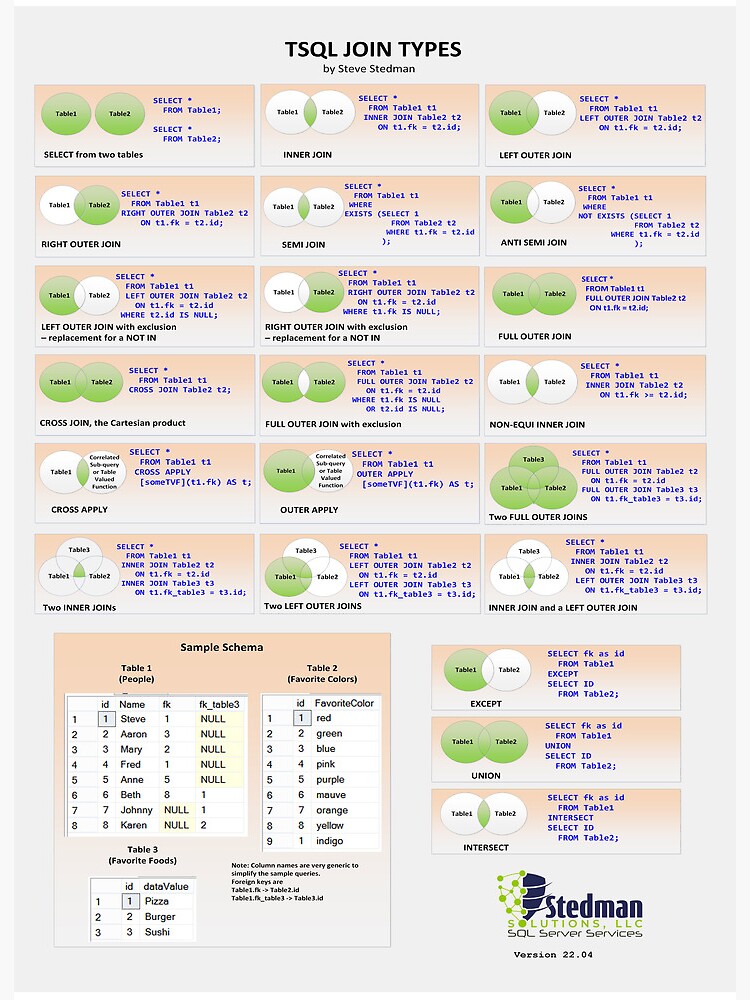 TSQL JOIN TYPES
by Steve Stedman
Table1
Table2
SELECT *
FROM Table1;
SELECT *
FROM Table2;
SELECT from two tables
Table1
Table2
SELECT *
FROM Table1 t1
INNER JOIN Table2 t2
ON t1.fk = t2.id;
INNER JOIN
Table1
Table2
SELECT *
FROM Table1 t1
LEFT OUTER JOIN Table2 t2
ON t1.fk = t2.id;
LEFT OUTER JOIN
Table1
Table2
SELECT *
FROM Table1 t1
RIGHT OUTER JOIN Table2 t2
ON t1.fk = t2.id;
RIGHT OUTER JOIN
Table1
Table2
SELECT *
FROM Table1 t1
WHERE
EXISTS (SELECT 1
FROM Table2 t2
WHERE t1.fk = t2.id
);
SEMI JOIN
Table1
Table2
SELECT *
FROM Table1 t1
WHERE
NOT EXISTS (SELECT 1
FROM Table2 t2
WHERE t1.fk = t2.id
);
ANTI SEMI JOIN
Table1
Table2
SELECT *
FROM Table1 t1
LEFT OUTER JOIN Table2 t2
ON t1.fk = t2.id
WHERE t2.id IS NULL;
LEFT OUTER JOIN with exclusion
– replacement for a NOT IN
Table1
Table2
SELECT *
FROM Table1 t1
RIGHT OUTER JOIN Table2 t2
ON t1.fk = t2.id
WHERE t1.fk IS NULL;
RIGHT OUTER JOIN with exclusion
– replacement for a NOT IN
Table1
Table2
SELECT *
FROM Table1 t1
FULL OUTER JOIN Table2 t2
ON t1.fk = t2.id;
FULL OUTER JOIN
Table1
Table2
SELECT *
FROM Table1 t1
CROSS JOIN Table2 t2;
CROSS JOIN, the Cartesian product
Table1
Table2
SELECT *
FROM Table1 t1
FULL OUTER JOIN Table2 t2
ON t1.fk = t2.id
WHERE t1.fk IS NULL
OR t2.id IS NULL;
FULL OUTER JOIN with exclusion
Table1
Table2
SELECT *
FROM Table1 t1
INNER JOIN Table2 t2
ON t1.fk >= t2.id;
NON-EQUI INNER JOIN
Table1
Correlated
Sub-query
or Table
Valued
Function
SELECT *
FROM Table1 t1
CROSS APPLY
[someTVF](t1.fk) AS t;
CROSS APPLY
Table1
Correlated
Sub-query
or Table
Valued
Function
SELECT *
FROM Table1 t1
OUTER APPLY
[someTVF](t1.fk) AS t;
OUTER APPLY
Table3
Table1
Table2
SELECT *
FROM Table1 t1
FULL OUTER JOIN Table2 t2
ON t1.fk = t2.id
FULL OUTER JOIN Table3 t3
ON t1.fk_table3 = t3.id;
Two FULL OUTER JOINS
Table3
Table1
Table2
SELECT *
FROM Table1 t1
INNER JOIN Table2 t2
ON t1.fk = t2.id
INNER JOIN Table3 t3
ON t1.fk_table3 = t3.id;
Two INNER JOINs
Table3
Table1
Table2
SELECT *
FROM Table1 t1
LEFT OUTER JOIN Table2 t2
ON t1.fk = t2.id
LEFT OUTER JOIN Table3 t3
ON t1.fk_table3 = t3.id;
Two LEFT OUTER JOINS
Table3
Table1
Table2
SELECT *
FROM Table1 t1
INNER JOIN Table2 t2
ON t1.fk = t2.id
LEFT OUTER JOIN Table3 t3
ON t1.fk_table3 = t3.id;
INNER JOIN and a LEFT OUTER JOIN
Sample Schema
Table 1
(People)
id Name fk fk_table3
1 1 Steve 1 NULL
2 2 Aaron 3 NULL
3 3 Mary 2 NULL
4 4 Fred 1 NULL
5 5 Anne 5 NULL
6 6 Beth 8 1
7 7 Johnny NULL 1
8 8 Karen NULL 2
Table 2
(Favorite Colors)
id FavoriteColor
1 1 red
2 2 green
3 3 blue
4 4 pink
5 5 purple
6 6 mauve
7 7 orange
8 8 yellow
9 1 indigo
Table 3
(Favorite Foods)
id dataValue
1 1 Pizza
2 2 Burger
3 3 Sushi
Note: Column names are very generic to
simplify the sample queries.
Foreign keys are
Table1.fk -> Table2.id
Table1.fk_table3 -> Table3.id
Table1
Table2
SELECT fk as id
FROM Table1
EXCEPT
SELECT ID
FROM Table2;
EXCEPT
Table1
Table2
SELECT fk as id
FROM Table1
UNION
SELECT ID
FROM Table2;
UNION
Table1
Table2
SELECT fk as id
FROM Table1
INTERSECT
SELECT ID
FROM Table2;
INTERSECT
Stedman
SOLUTIONS, LLC
SQL Server Services
Version 22.04